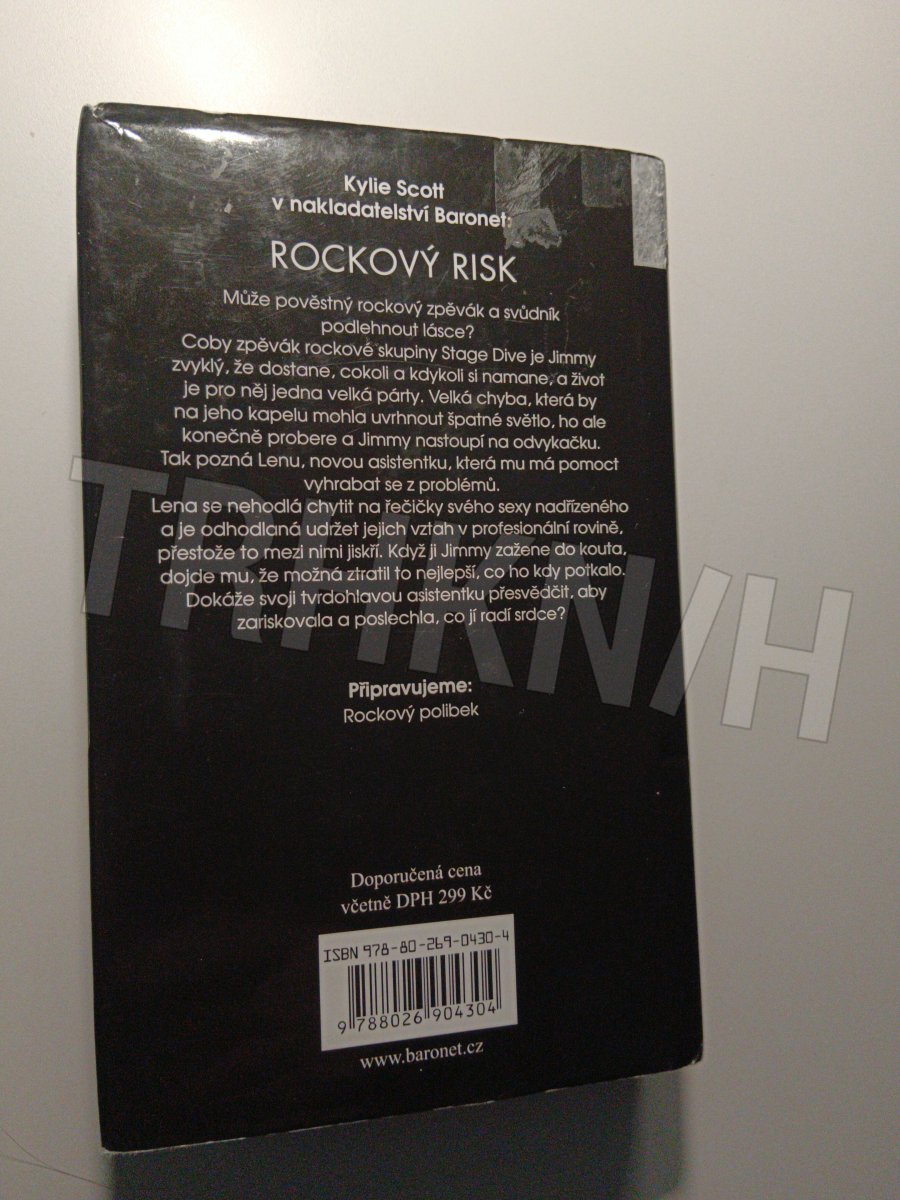 Kylie Scott
v nakladatelství Baronet:
ROCKOVÝ RISK
Může pověstný rockový zpěvák a svůdník
podlehnout lásce?
Coby zpěvák rockové skupiny Stage Dive je Jimmy
zvyklý, že dostane, cokoli a kdykoli si namane, a život
je pro něj jedna velká párty. Velká chyba, která by
na jeho kapelu mohla uvrhnout špatné světlo, ho ale
konečně probere a Jimmy nastoupí na odvykačku.
Tak pozná Lenu, novou asistentku, která mu má pomoct
vyhrabat se z problémů.
Lena se nehodlá chytit na řečičky svého sexy nadřízeného
a je odhodlaná udržet jejich vztah v profesionální rovině,
přestože to mezi nimi jiskří. Když ji Jimmy zažene do kouta,
dojde mu, že možná ztratil to nejlepší, co ho kdy potkalo.
Dokáže svoji tvrdohlavou asistentku přesvědčit, aby
zariskovala a poslechla, co jí radí srdce?
TRHKN/H
Připravujeme:
Rockový polibek
Doporučená cena
včetně DPH 299 Kč
ISBN 978-80-269-0430-4
9 788026 904304
www.baronet.cz